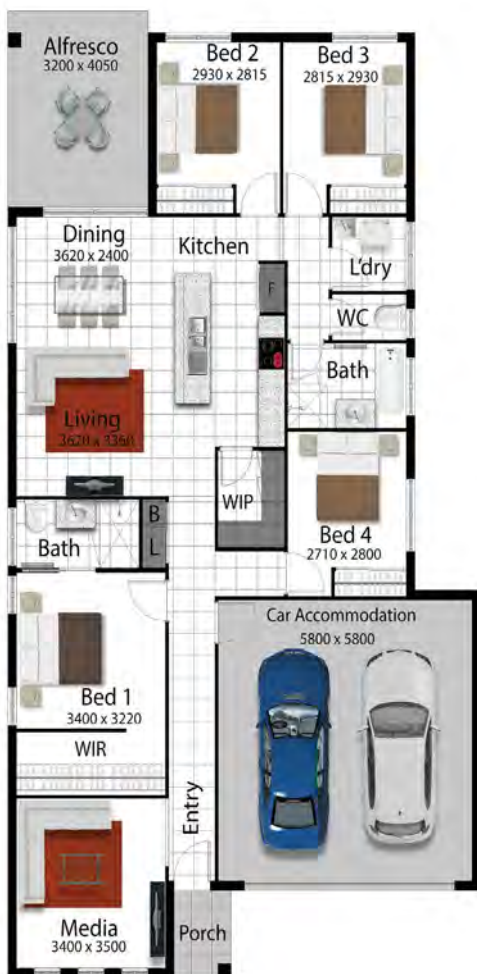 Alfresco
3200 x 4050
Bed 2
2930 x 2815
Bed 3
2815 x 2930
Dining
3620 x 2400
Kitchen
L'dry
F
WC
Bath
Living
3620 x 3360
WIP
B
L
Bath
Bed 4
2710 x 2800
Car Accommodation
5800 x 5800
Bed 1
3400 x 3220
WIR
Entry
Media
3400 x 3500
Porch